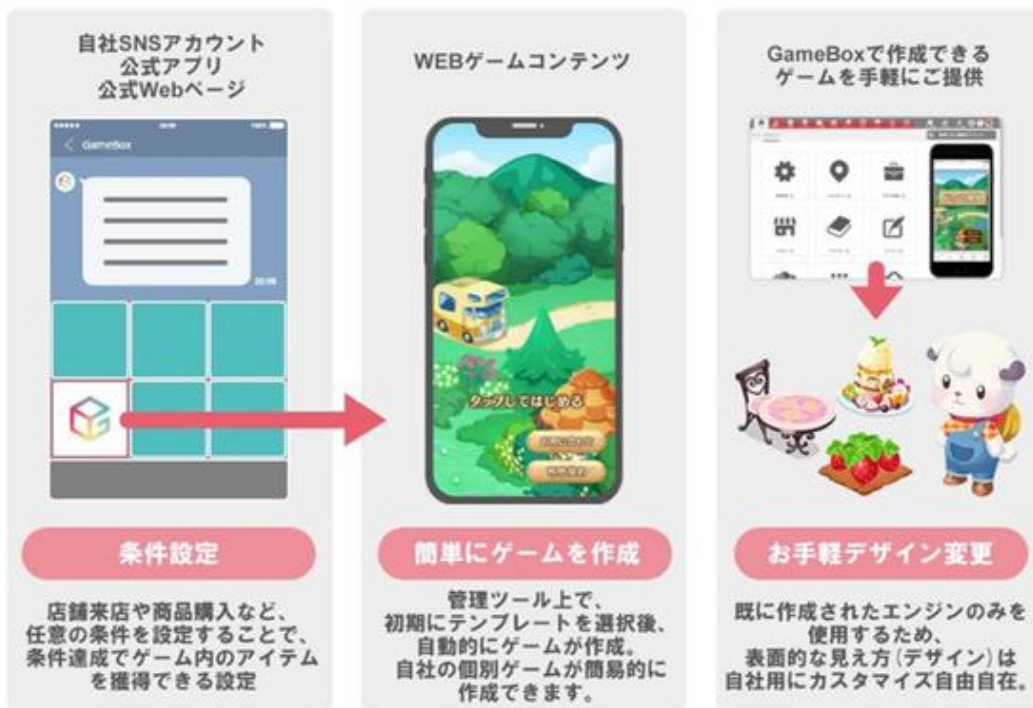 自社SNSアカウント
公式アプリ
公式Webページ
GameBox
20:00
条件設定
店舗来店や商品購入など、
任意の条件を設定することで、
条件達成でゲーム内のアイテム
を獲得できる設定
WEBゲームコンテンツ
タップしてはじめる
簡単にゲームを作成
管理ツール上で、
初期にテンプレートを選択後、
自動的にゲームが作成。
自社の個別ゲームが簡易的に
作成できます。
GameBoxで作成できる
ゲームを手軽にご提供
お手軽デザイン変更
既に作成されたエンジンのみを
使用するため、
表面的な見え方(デザイン)は
自社用にカスタマイズ自由自在。